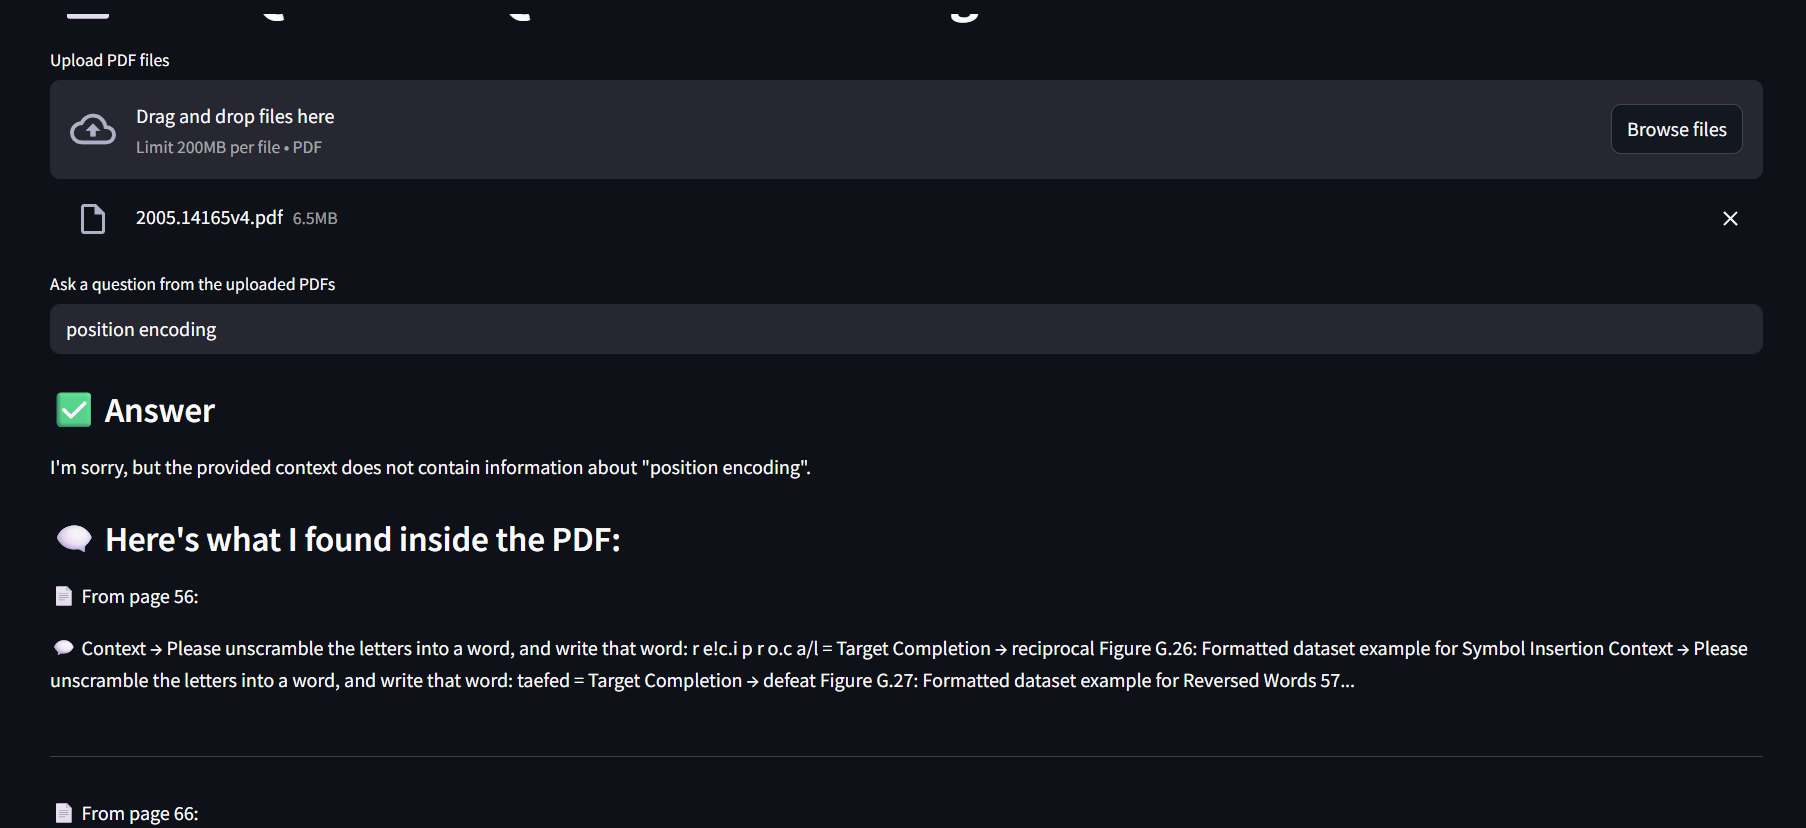 Upload PDF files
Drag and drop files here
Limit 200MB per file • PDF
Browse files
2005.14165v4.pdf 6.5MB
Ask a question from the uploaded PDFs
position encoding
Answer
I'm sorry, but the provided context does not contain information about "position encoding".
Here's what I found inside the PDF:
From page 56:
Context → Please unscramble the letters into a word, and write that word: r e!c.i p r o.c a/l = Target Completion → reciprocal Figure G.26: Formatted dataset example for Symbol Insertion Context → Please
unscramble the letters into a word, and write that word: taefed = Target Completion → defeat Figure G.27: Formatted dataset example for Reversed Words 57...
From page 66: